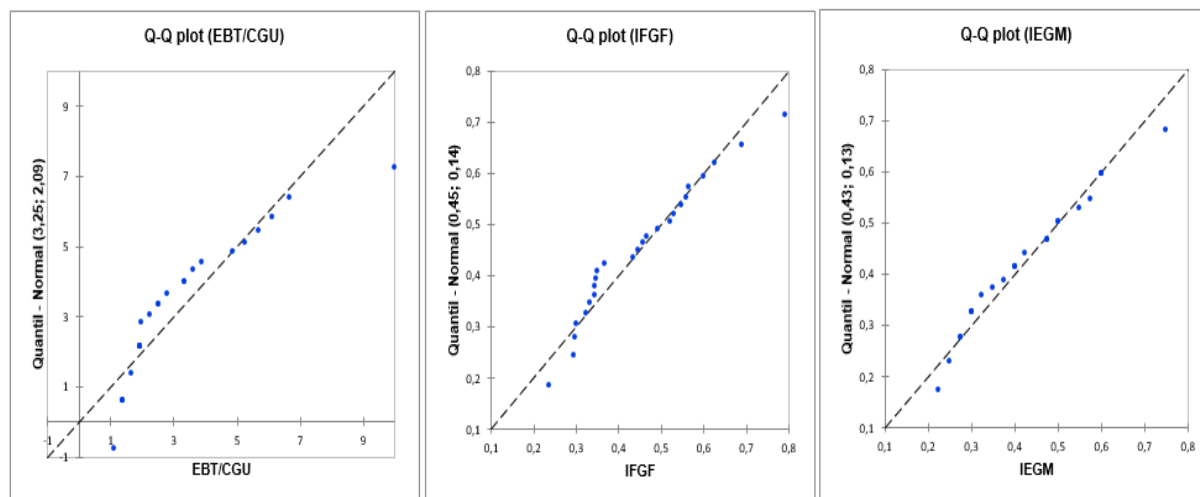 Q-Q plot (EBT/CGU)
Quantil - Normal (3,25; 2,09)
9
7
5
3
1
-1
-1 1 3 5 7 9
EBT/CGU
Q-Q plot (IFGF)
Quantil - Normal (0,45; 0,14)
0,8
0,7
0,6
0,5
0,4
0,3
0,2
0,1
0,1 0,2 0,3 0,4 0,5 0,6 0,7 0,8
IFGF
Q-Q plot (IEGM)
Quantil - Normal (0,43; 0,13)
0,8
0,7
0,6
0,5
0,4
0,3
0,2
0,1
0,1 0,2 0,3 0,4 0,5 0,6 0,7 0,8
IEGM